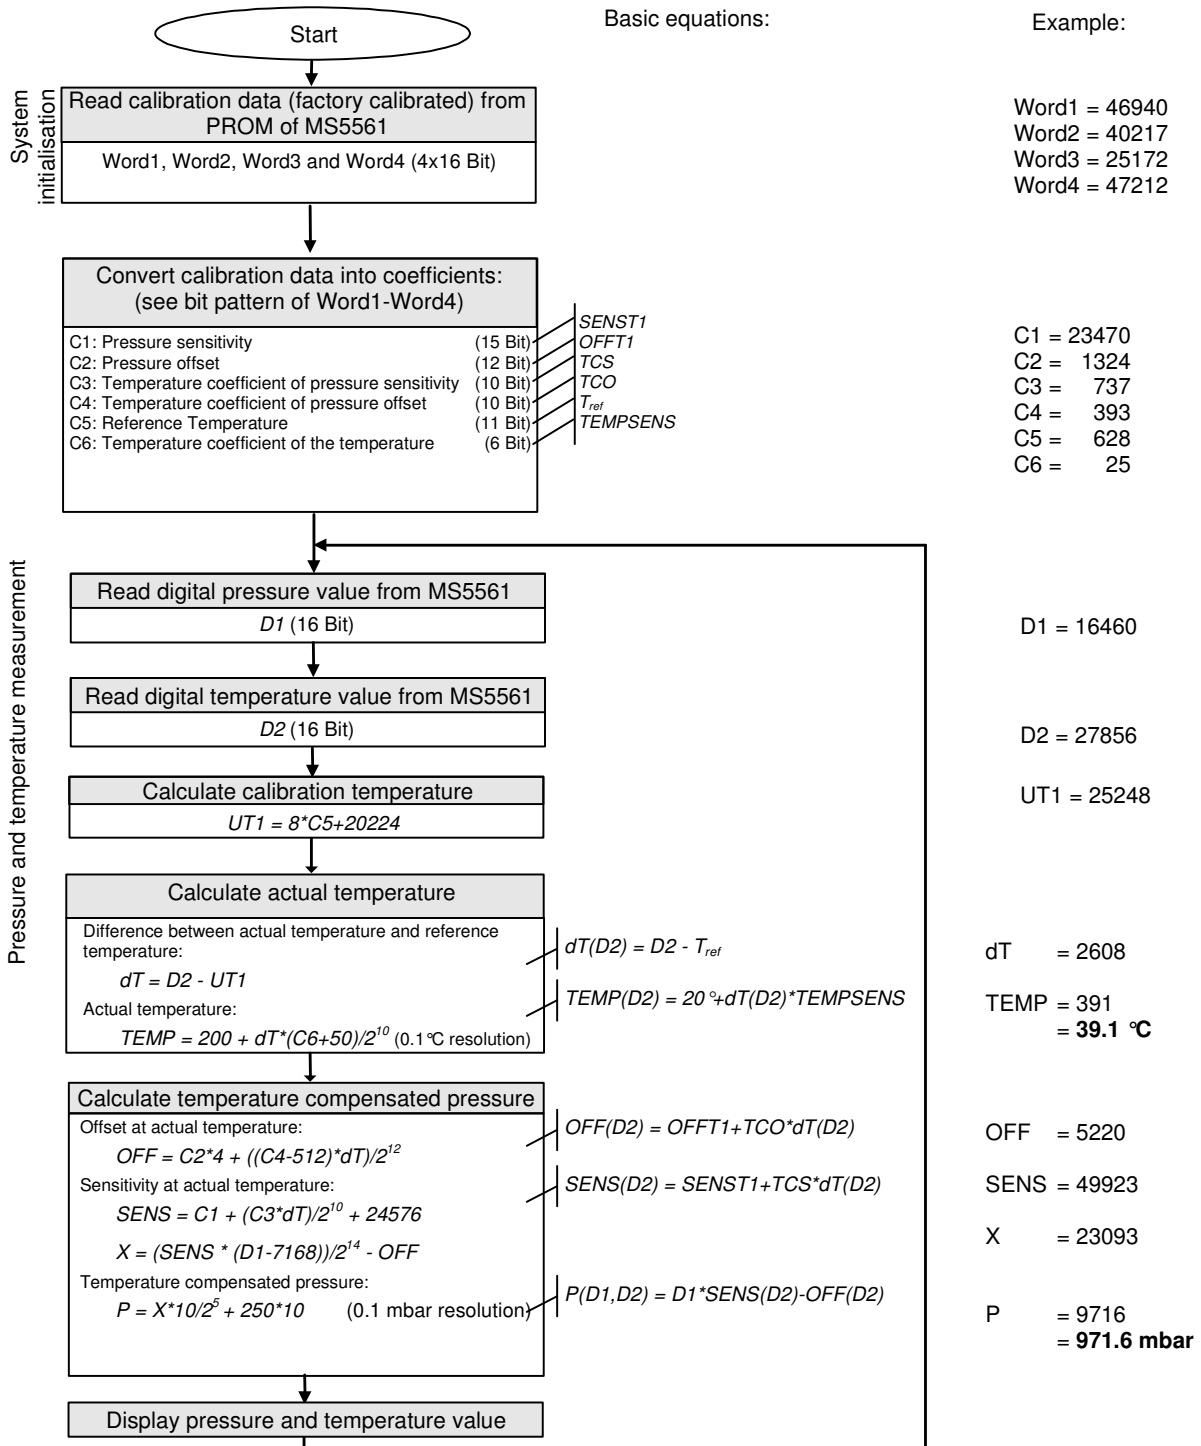 Basic equations:
Example:
Start
System
initialisation
Read calibration data (factory calibrated) from
PROM of MS5561
Word1, Word2, Word3 and Word4 (4x16 Bit)
Word1 = 46940
Word2 = 40217
Word3 = 25172
Word4 = 47212
Convert calibration data into coefficients:
(see bit pattern of Word1-Word4)
C1: Pressure sensitivity (15 Bit) SENST1
C2: Pressure offset (12 Bit) OFFT1
C3: Temperature coefficient of pressure sensitivity (10 Bit) TCS
C4: Temperature coefficient of pressure offset (10 Bit) TCO
C5: Reference Temperature (11 Bit) Tref
C6: Temperature coefficient of the temperature (6 Bit) TEMPSENS
C1 = 23470
C2 = 1324
C3 = 737
C4 = 393
C5 = 628
C6 = 25
Pressure and temperature measurement
Read digital pressure value from MS5561
D1 (16 Bit)
D1 = 16460
Read digital temperature value from MS5561
D2 (16 Bit)
D2 = 27856
Calculate calibration temperature
UT1 = 8*C5+20224
UT1 = 25248
Calculate actual temperature
Difference between actual temperature and reference
temperature:
dT = D2 - UT1
dT(D2) = D2 - Tref
dT = 2608
Actual temperature:
TEMP = 200 + dT*(C6+50)/2^10 (0.1°C resolution)
TEMP(D2) = 20°+dT(D2)*TEMPSENS
TEMP = 391
= 39.1 °C
Calculate temperature compensated pressure
Offset at actual temperature:
OFF = C2*4 + ((C4-512)*dT)/2^12
OFF(D2) = OFFT1+TCO*dT(D2)
OFF = 5220
Sensitivity at actual temperature:
SENS = C1 + (C3*dT)/2^10 + 24576
SENS(D2) = SENST1+TCS*dT(D2)
SENS = 49923
X = (SENS * (D1-7168))/2^14 - OFF
X = 23093
Temperature compensated pressure:
P = X*10/2^5 + 250*10 (0.1 mbar resolution)
P(D1,D2) = D1*SENS(D2)-OFF(D2)
P = 9716
= 971.6 mbar
Display pressure and temperature value